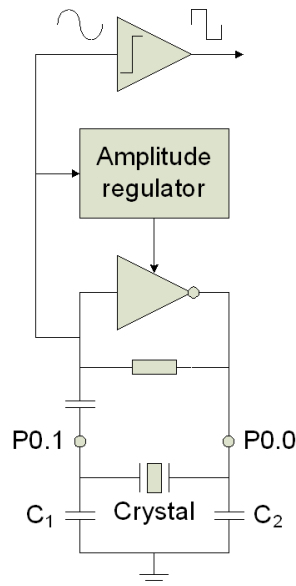 Amplitude
regulator
P0.1
P0.0
C₁
Crystal
C₂